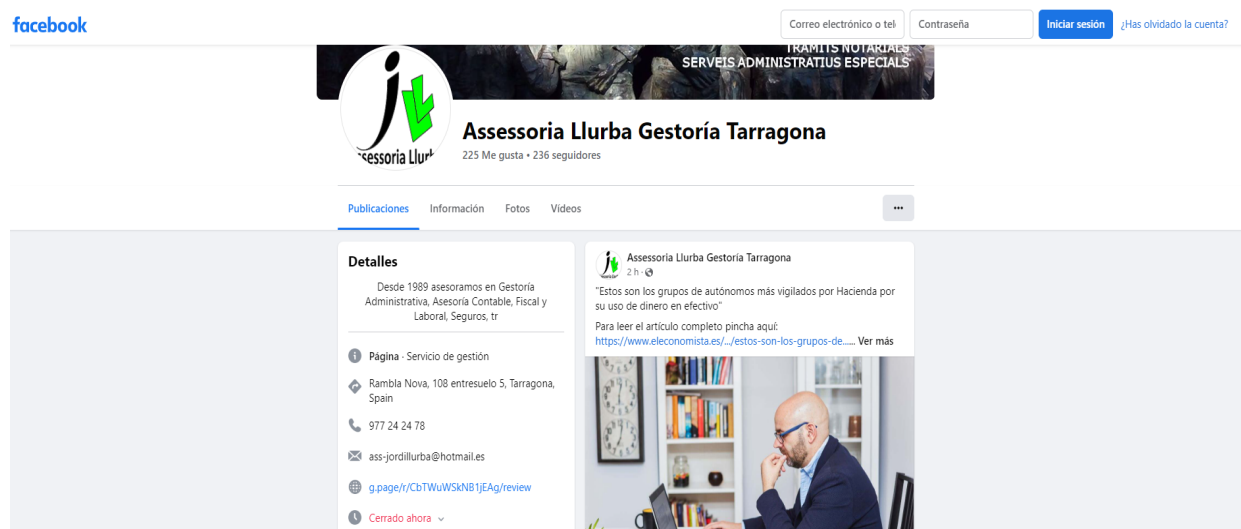 facebook
Correo electrónico o tel
Contraseña
Iniciar sesión
¿Has olvidado la cuenta?
TRÀMITS NOTARIALS
SERVEIS ADMINISTRATIUS ESPECIALS
Assessoria Llurba Gestoría Tarragona
225 Me gusta • 236 seguidores
Publicaciones
Información
Fotos
Vídeos
Detalles
Desde 1989 asesoramos en Gestoría
Administrativa, Asesoría Contable, Fiscal y
Laboral, Seguros, tr
Página · Servicio de gestión
Rambla Nova, 108 entresuelo 5, Tarragona,
Spain
977 24 24 78
ass-jordillurba@hotmail.es
g.page/r/CbTWuWSkNB1jEAg/review
Cerrado ahora
Assessoria Llurba Gestoría Tarragona
2 h ·
"Estos son los grupos de autónomos más vigilados por Hacienda por
su uso de dinero en efectivo"
Para leer el artículo completo pincha aquí:
https://www.eleconomista.es/.../estos-son-los-grupos-de...... Ver más